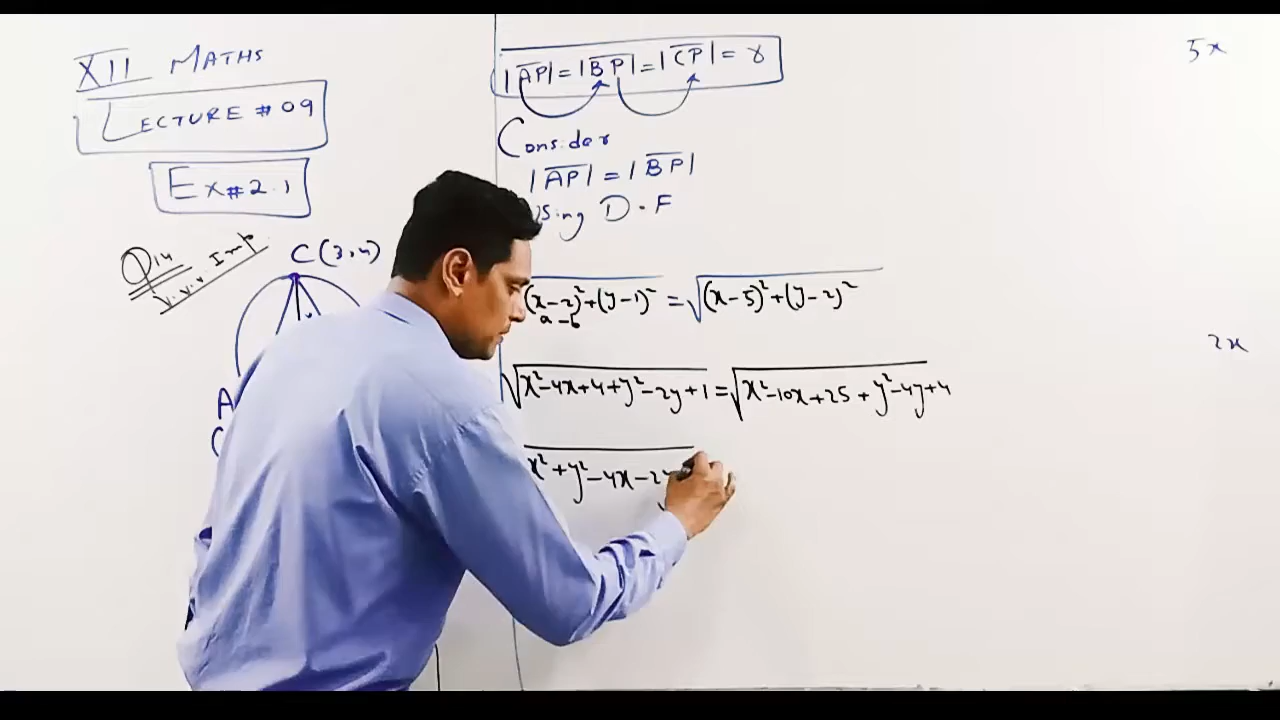 XII MATHS
LECTURE # 09
Ex# 2.1
Q14
V.V.V. Imp
C (3,4)
A
(
|AP| = |BP| = |CP| = r
Consider
|AP| = |BP|
Using D.F
(x-2)²+(y-1)² = √(x-5)²+(y-2)²
a-b
√x²-4x+4+y²-2y+1 = √x²-10x+25+y²-4y+4
x²+y²-4x-2y
5x
2x